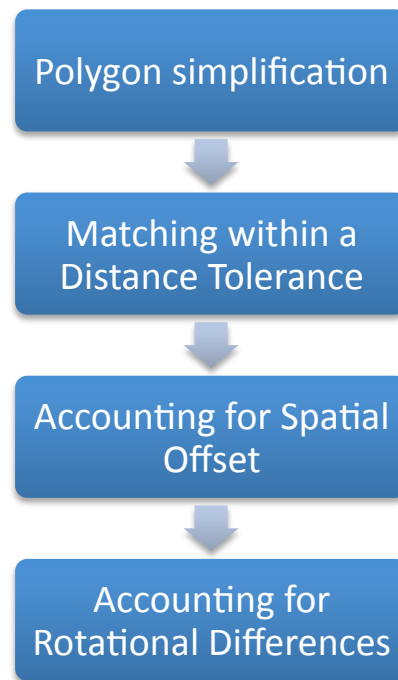 Polygon simplification
Matching within a
Distance Tolerance
Accounting for Spatial
Offset
Accounting for
Rotational Differences